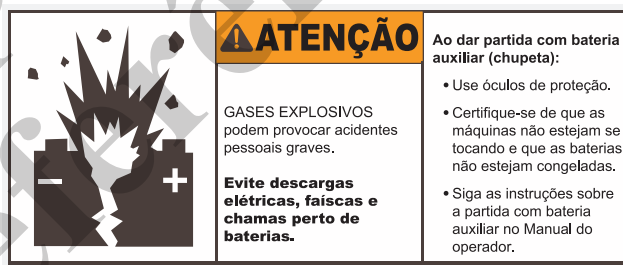 ATENÇÃO
GASES EXPLOSIVOS
podem provocar acidentes
pessoais graves.
Evite descargas
elétricas, faíscas e
chamas perto de
baterias.
Ao dar partida com bateria
auxiliar (chupeta):
• Use óculos de proteção.
• Certifique-se de que as
máquinas não estejam se
tocando e que as baterias
não estejam congeladas.
• Siga as instruções sobre
a partida com bateria
auxiliar no Manual do
operador.